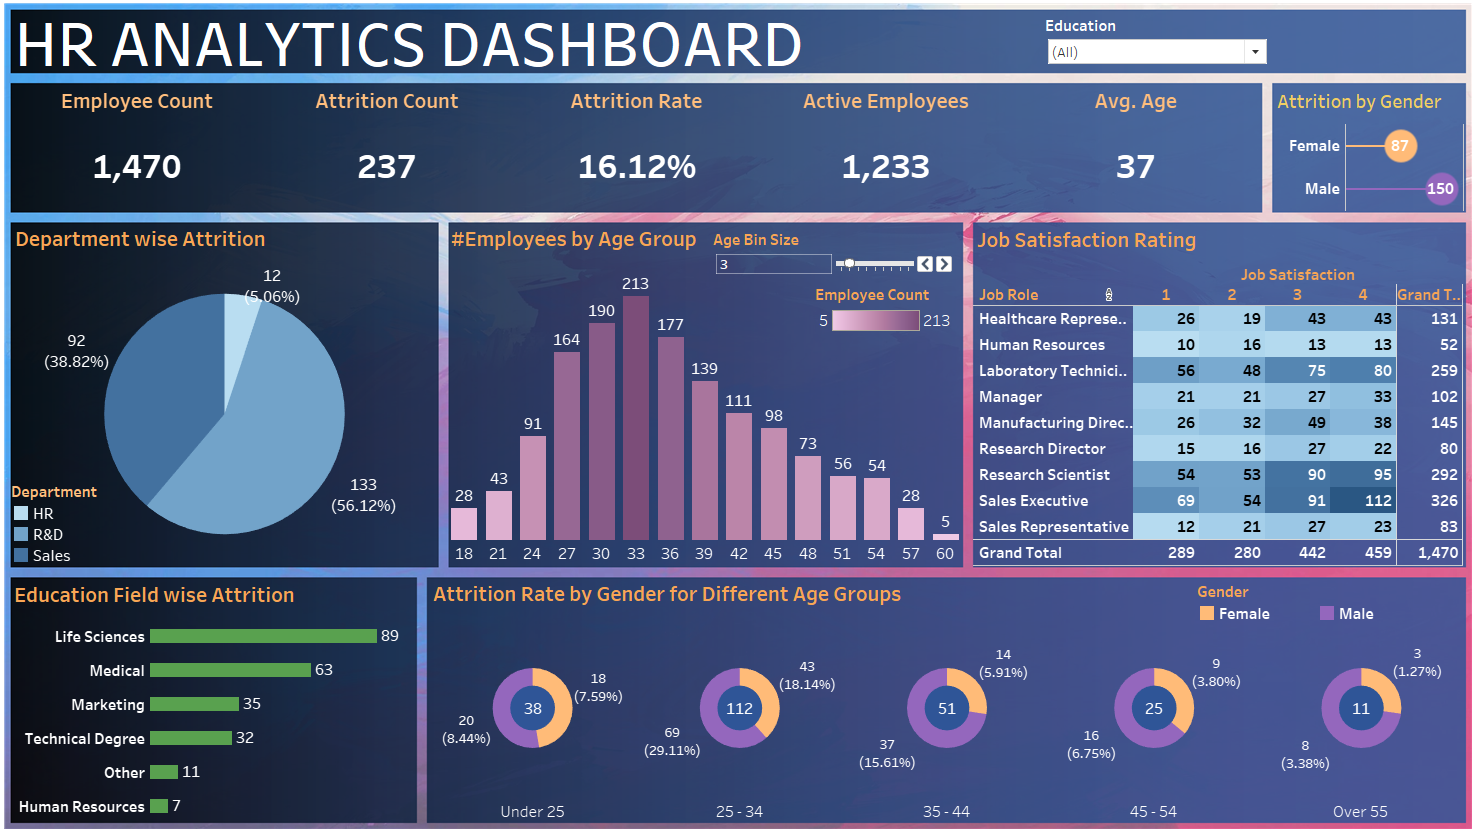 HR ANALYTICS DASHBOARD
Education
(All)
Employee Count
1,470
Attrition Count
237
Attrition Rate
16.12%
Active Employees
1,233
Avg. Age
37
Attrition by Gender
Female 87
Male 150
Department wise Attrition
12
(5.06%)
92
(38.82%)
133
(56.12%)
Department
HR
R&D
Sales
#Employees by Age Group
Age Bin Size
3
Employee Count
5 213
28 43 91 164 190 213 177 139 111 98 73 56 54 28 5
18 21 24 27 30 33 36 39 42 45 48 51 54 57 60
Job Satisfaction Rating
Job Satisfaction
Job Role 1 2 3 4 Grand T..
Healthcare Represe.. 26 19 43 43 131
Human Resources 10 16 13 13 52
Laboratory Technici.. 56 48 75 80 259
Manager 21 21 27 33 102
Manufacturing Direc.. 26 32 49 38 145
Research Director 15 16 27 22 80
Research Scientist 54 53 90 95 292
Sales Executive 69 54 91 112 326
Sales Representative 12 21 27 23 83
Grand Total 289 280 442 459 1,470
Education Field wise Attrition
Life Sciences 89
Medical 63
Marketing 35
Technical Degree 32
Other 11
Human Resources 7
Attrition Rate by Gender for Different Age Groups
Gender
Female
Male
18
(7.59%)
38
20
(8.44%)
Under 25
43
(18.14%)
112
69
(29.11%)
25 - 34
14
(5.91%)
51
37
(15.61%)
35 - 44
9
(3.80%)
25
16
(6.75%)
45 - 54
3
(1.27%)
11
8
(3.38%)
Over 55